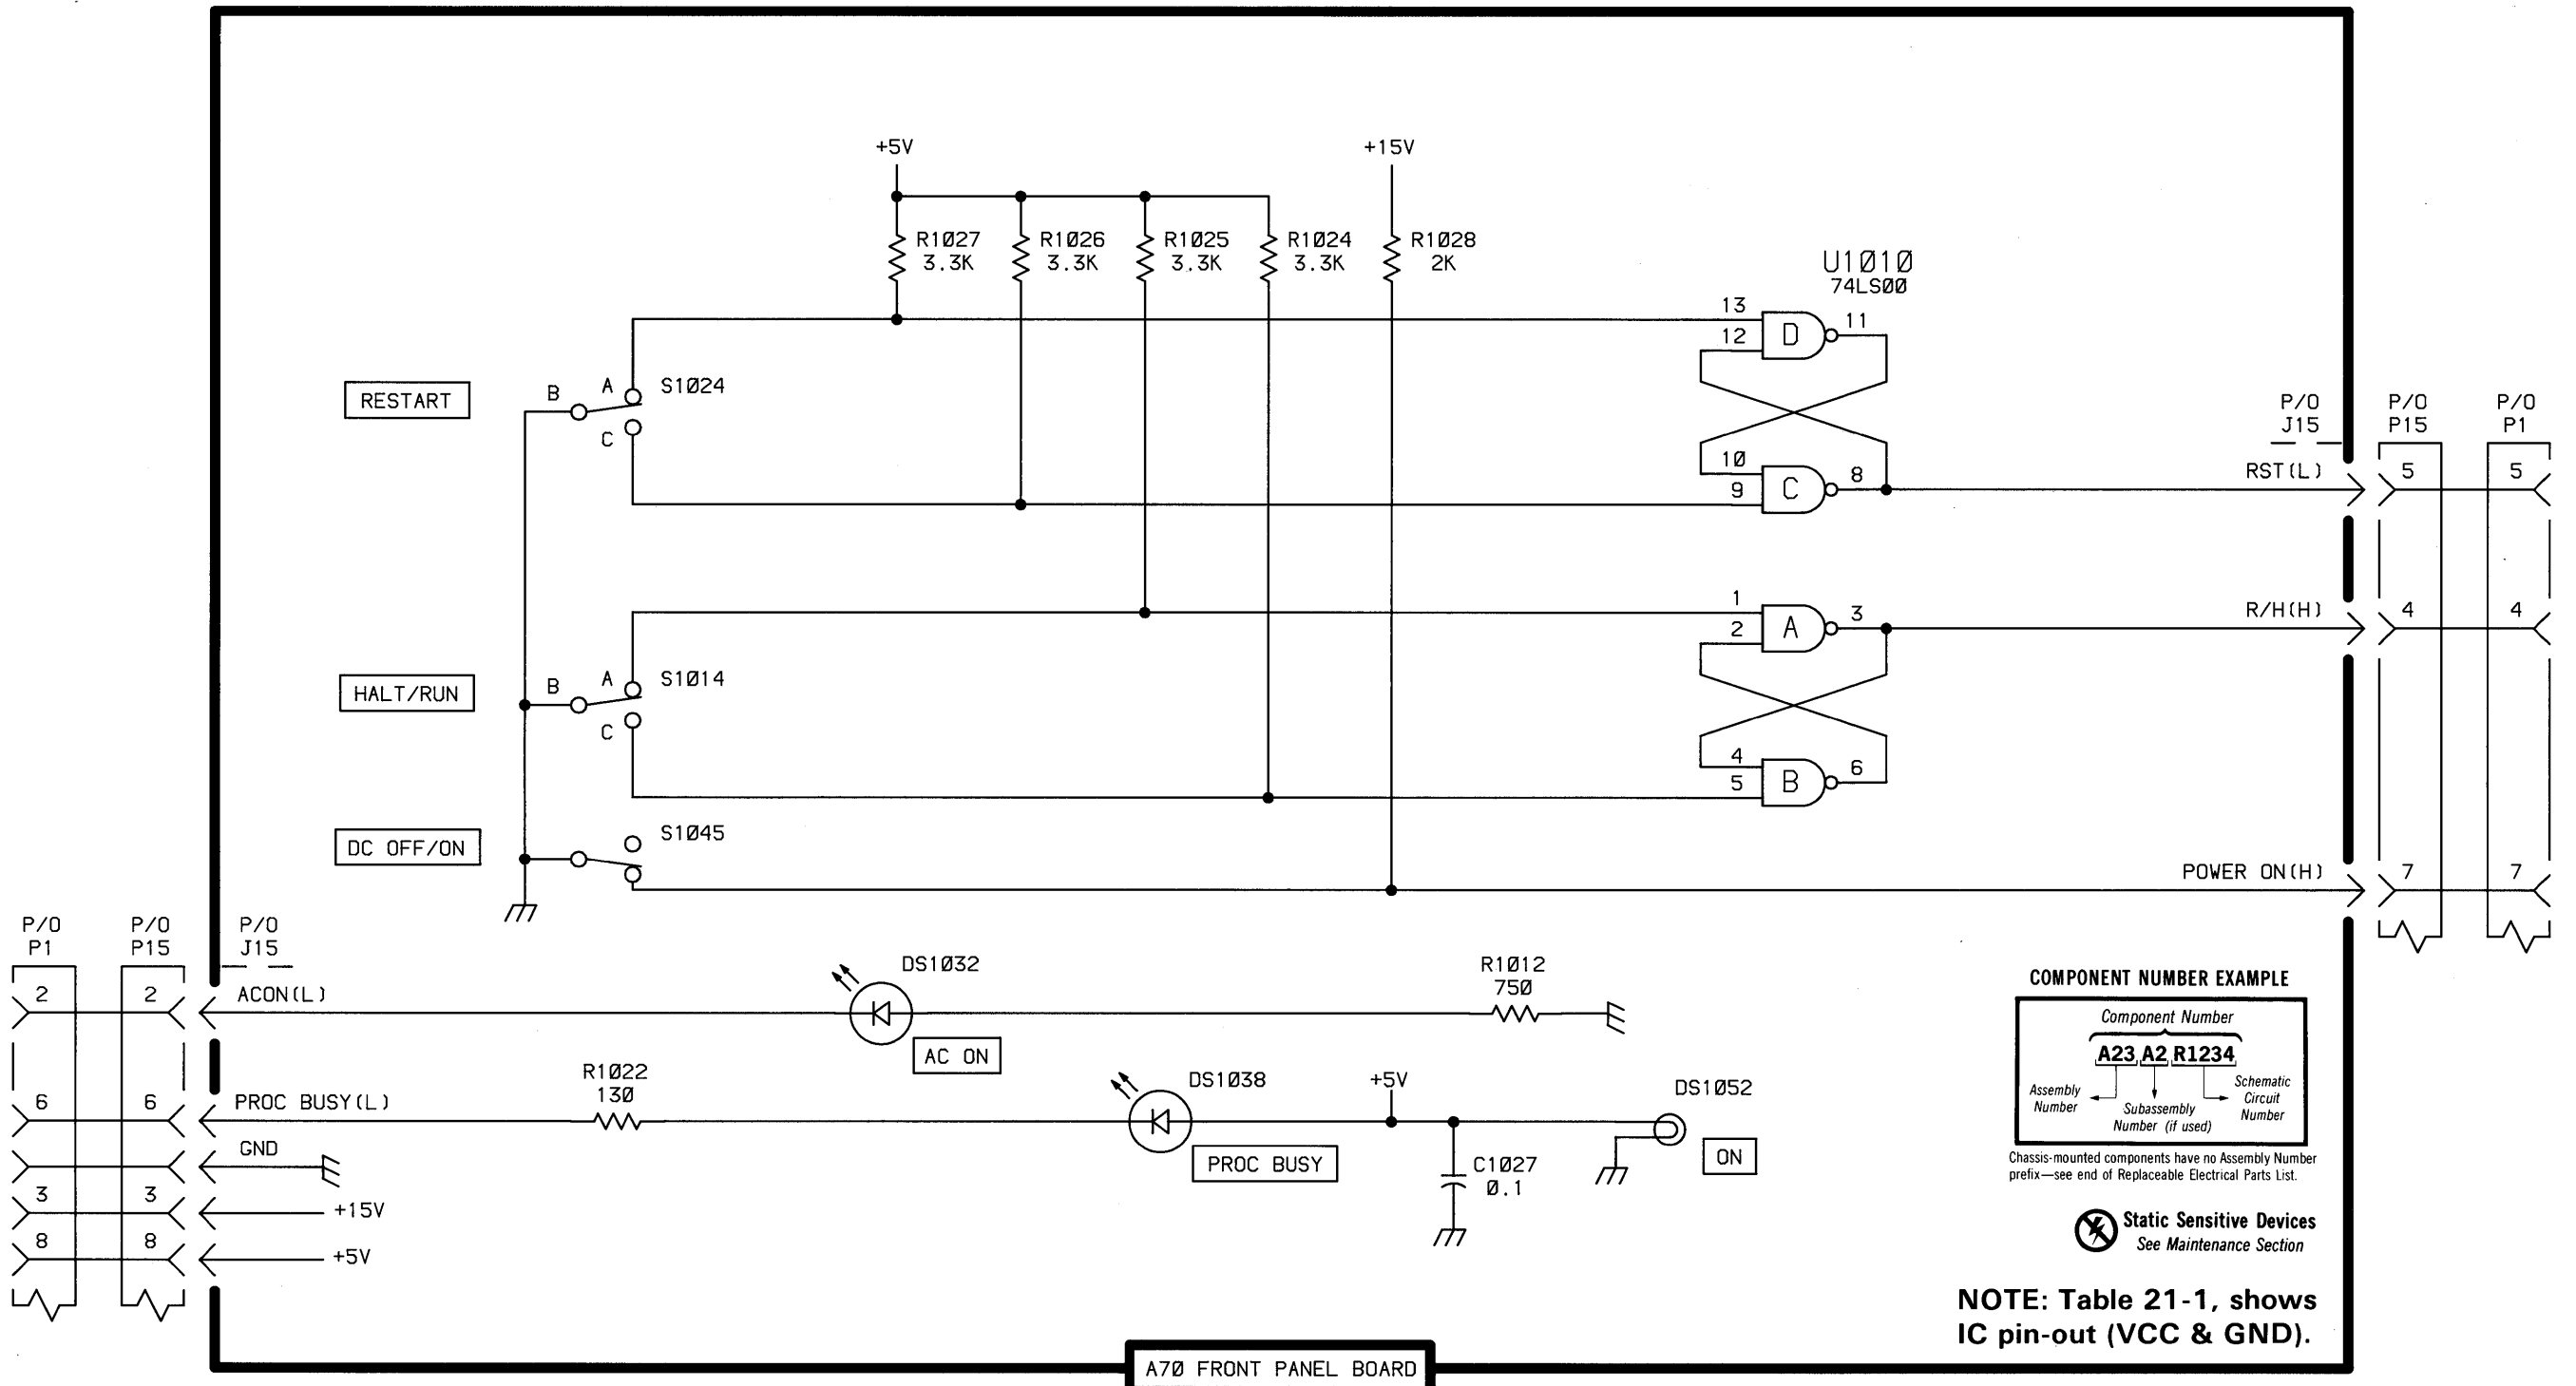 +5V
+15V
R1Ø27
3.3K
R1Ø26
3.3K
R1Ø25
3.3K
R1Ø24
3.3K
R1Ø28
2K
U1Ø1Ø
74LSØØ
13
12
D
11
RESTART
B
A
C
S1Ø24
1Ø
9
C
8
P/O
J15
P/O
P15
P/O
P1
RST(L)
5
5
1
2
A
3
R/H(H)
4
4
HALT/RUN
B
A
C
S1Ø14
4
5
B
6
DC OFF/ON
S1Ø45
POWER ON(H)
7
7
P/O
P1
P/O
P15
P/O
J15
2
2
ACON(L)
DS1Ø32
AC ON
R1Ø12
75Ø
6
6
PROC BUSY(L)
R1Ø22
13Ø
DS1Ø38
PROC BUSY
+5V
C1Ø27
Ø.1
DS1Ø52
ON
GND
3
3
+15V
8
8
+5V
COMPONENT NUMBER EXAMPLE
Component Number
A23 A2 R1234
Assembly
Number
Subassembly
Number (if used)
Schematic
Circuit
Number
Chassis-mounted components have no Assembly Number
prefix—see end of Replaceable Electrical Parts List.
Static Sensitive Devices
See Maintenance Section
NOTE: Table 21-1, shows
IC pin-out (VCC & GND).
A7Ø FRONT PANEL BOARD